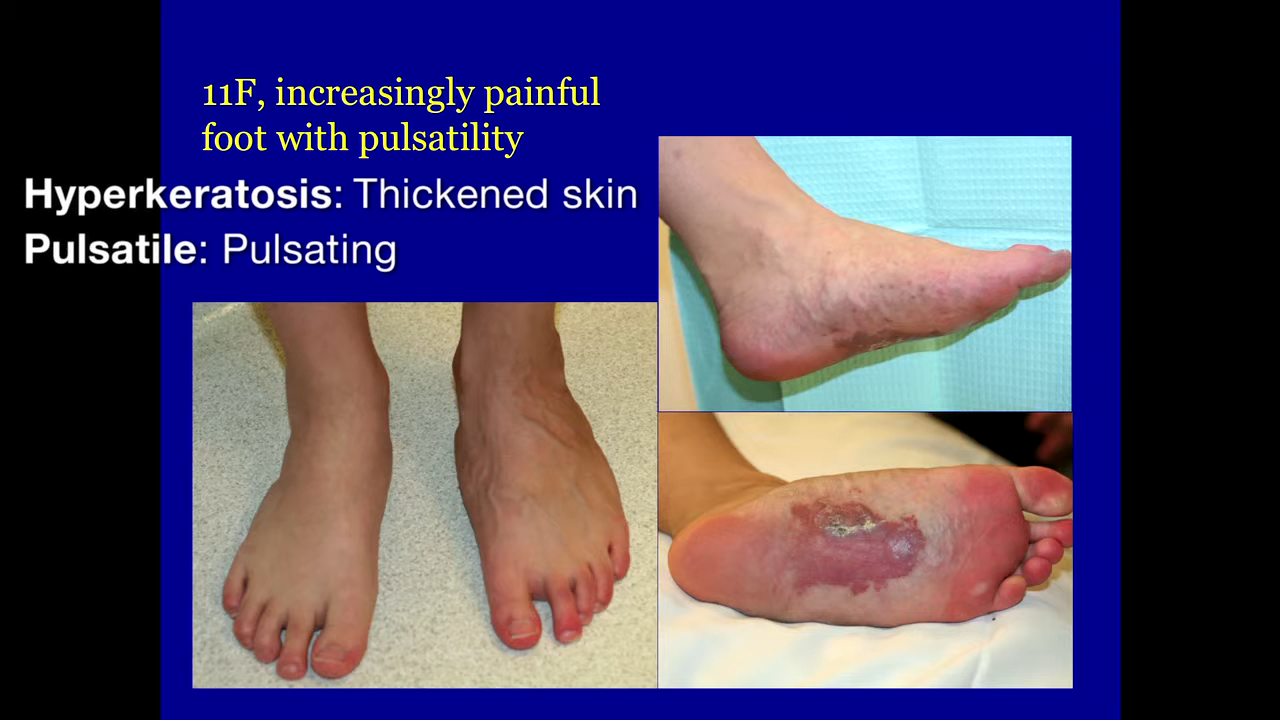 11F, increasingly painful
foot with pulsatility
Hyperkeratosis: Thickened skin
Pulsatile: Pulsating